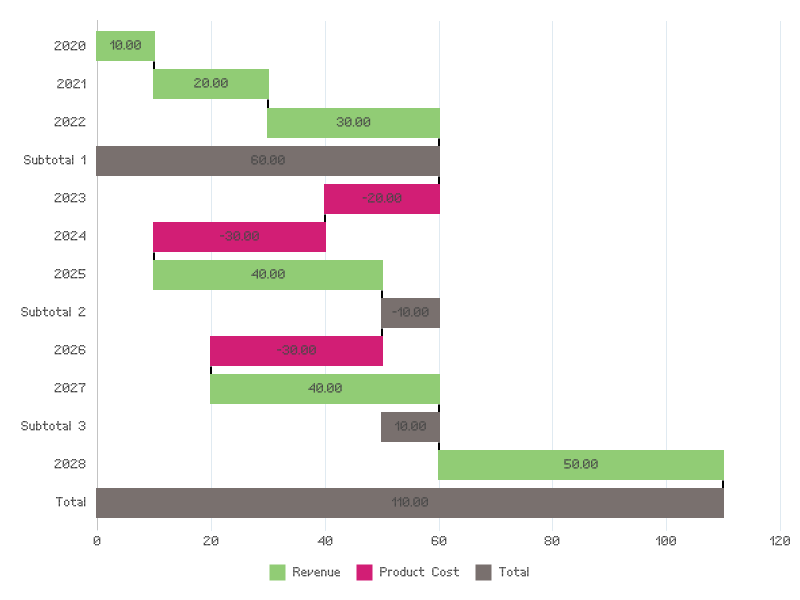 2020 10.00
2021 20.00
2022 30.00
Subtotal 1 60.00
2023 -20.00
2024 -30.00
2025 40.00
Subtotal 2 -10.00
2026 -30.00
2027 40.00
Subtotal 3 10.00
2028 50.00
Total 110.00
0 20 40 60 80 100 120
Revenue Product Cost Total